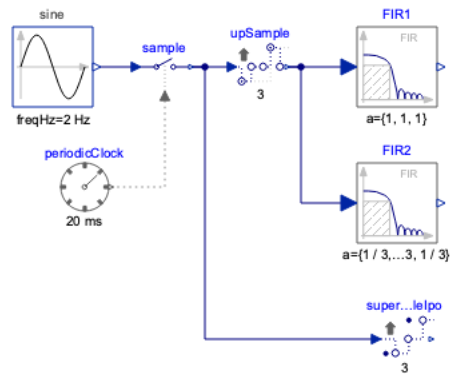 sine
freqHz=2 Hz
sample
periodicClock
20 ms
upSample
3
FIR1
FIR
a={1, 1, 1}
FIR2
FIR
a={1 / 3,...3, 1 / 3}
super...leIpo
3